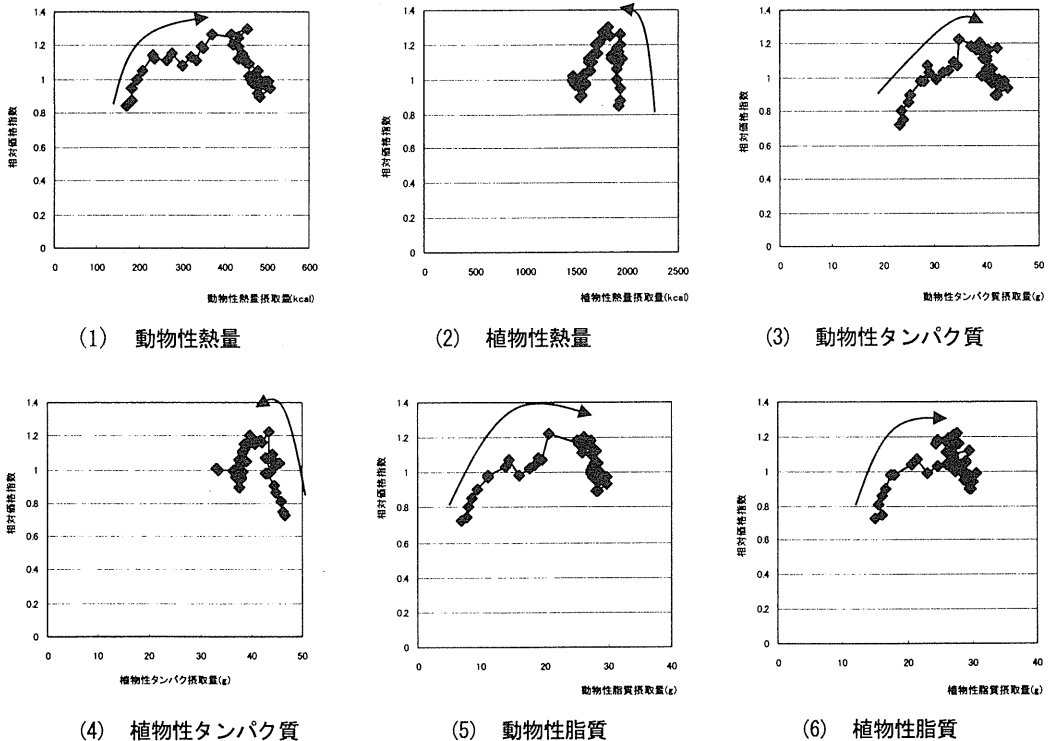 1.4
1.2
1
0.8
0.6
0.4
0.2
0
相対価格指数
0 100 200 300 400 500 600
動物性熱量摂取量(kcal)
(1) 動物性熱量
1.4
1.2
1
0.8
0.6
0.4
0.2
0
相対価格指数
0 500 1000 1500 2000 2500
植物性熱量摂取量(kcal)
(2) 植物性熱量
1.4
1.2
1
0.8
0.6
0.4
0.2
0
相対価格指数
0 10 20 30 40 50
動物性タンパク質摂取量(g)
(3) 動物性タンパク質
1.4
1.2
1
0.8
0.6
0.4
0.2
0
相対価格指数
0 10 20 30 40 50
植物性タンパク摂取量(g)
(4) 植物性タンパク質
1.4
1.2
1
0.8
0.6
0.4
0.2
0
相対価格指数
0 10 20 30 40
動物性脂質摂取量(g)
(5) 動物性脂質
1.4
1.2
1
0.8
0.6
0.4
0.2
0
相対価格指数
0 10 20 30 40
植物性脂質摂取量(g)
(6) 植物性脂質